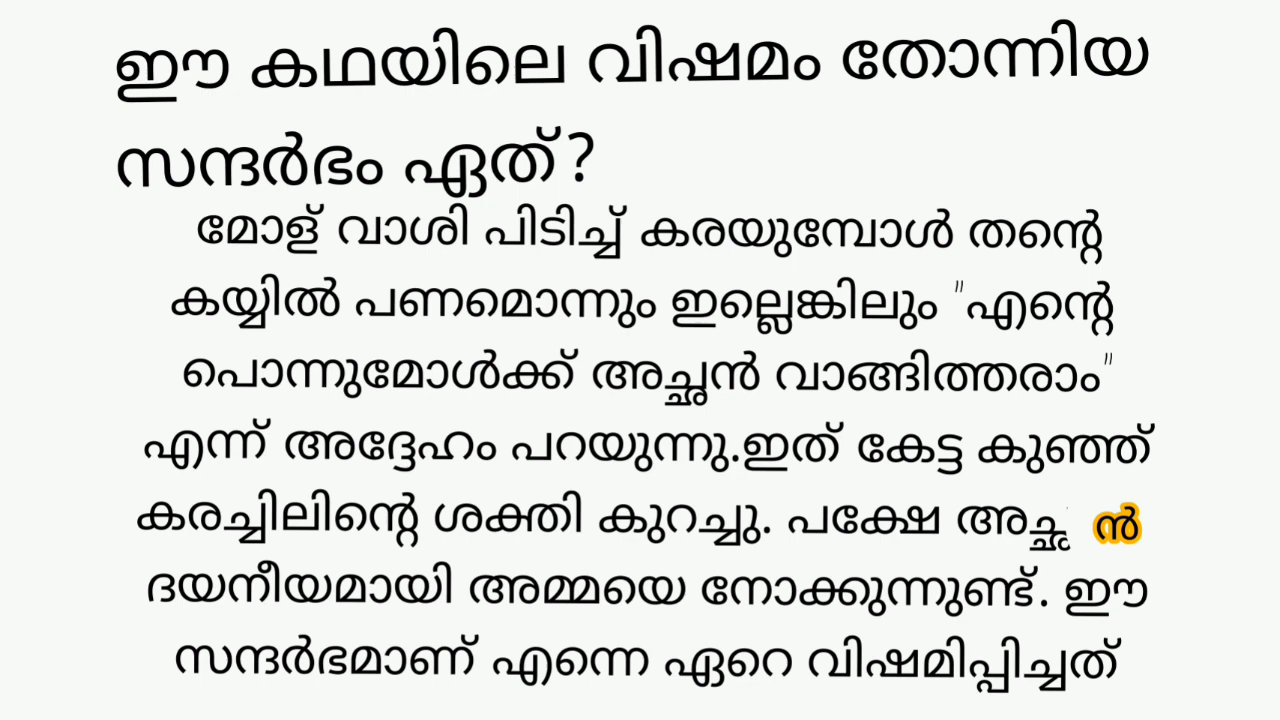 ഈ കഥയിലെ വിഷമം തോന്നിയ
സന്ദർഭം ഏത്?
മോള് വാശി പിടിച്ച് കരയുമ്പോൾ തന്റെ
കയ്യിൽ പണമൊന്നും ഇല്ലെങ്കിലും "എന്റെ
പൊന്നുമോൾക്ക് അച്ഛൻ വാങ്ങിത്തരാം"
എന്ന് അദ്ദേഹം പറയുന്നു.ഇത് കേട്ട കുഞ്ഞ്
കരച്ചിലിന്റെ ശക്തി കുറച്ചു. പക്ഷേ അച്ഛ ൻ
ദയനീയമായി അമ്മയെ നോക്കുന്നുണ്ട്. ഈ
സന്ദർഭമാണ് എന്നെ ഏറെ വിഷമിപ്പിച്ചത്